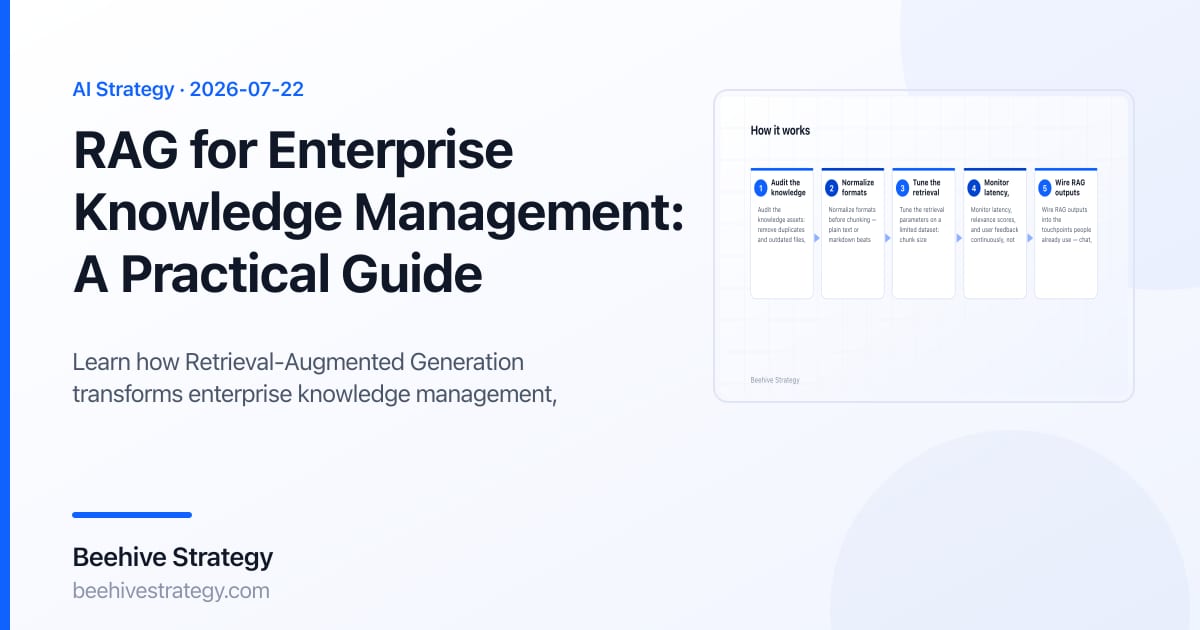 AI Strategy · 2026-07-22
RAG for Enterprise
Knowledge Management:
A Practical Guide
Learn how Retrieval-Augmented Generation
transforms enterprise knowledge management,
Beehive Strategy
beehivestrategy.com
How it works
1 Audit the
knowledge
Audit the
knowledge assets:
remove duplicates
and outdated files,
2 Normalize
formats
Normalize formats
before chunking —
plain text or
markdown beats
3 Tune the
retrieval
Tune the retrieval
parameters on a
limited dataset:
chunk size
4 Monitor
latency,
Monitor latency,
relevance scores,
and user feedback
continuously, not
5 Wire RAG
outputs
Wire RAG outputs
into the
touchpoints people
already use — chat,
Beehive Strategy